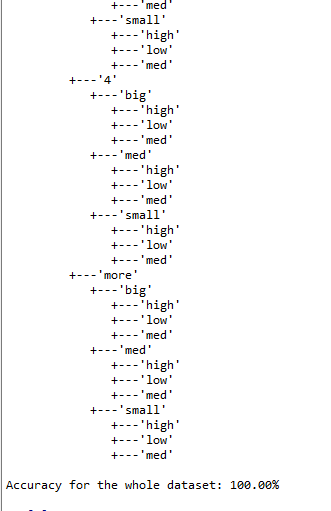 +---'med'
+---'small'
+---'high'
+---'low'
+---'med'
+---'4'
+---'big'
+---'high'
+---'low'
+---'med'
+---'med'
+---'high'
+---'low'
+---'med'
+---'small'
+---'high'
+---'low'
+---'med'
+---'more'
+---'big'
+---'high'
+---'low'
+---'med'
+---'med'
+---'high'
+---'low'
+---'med'
+---'small'
+---'high'
+---'low'
+---'med'
Accuracy for the whole dataset: 100.00%